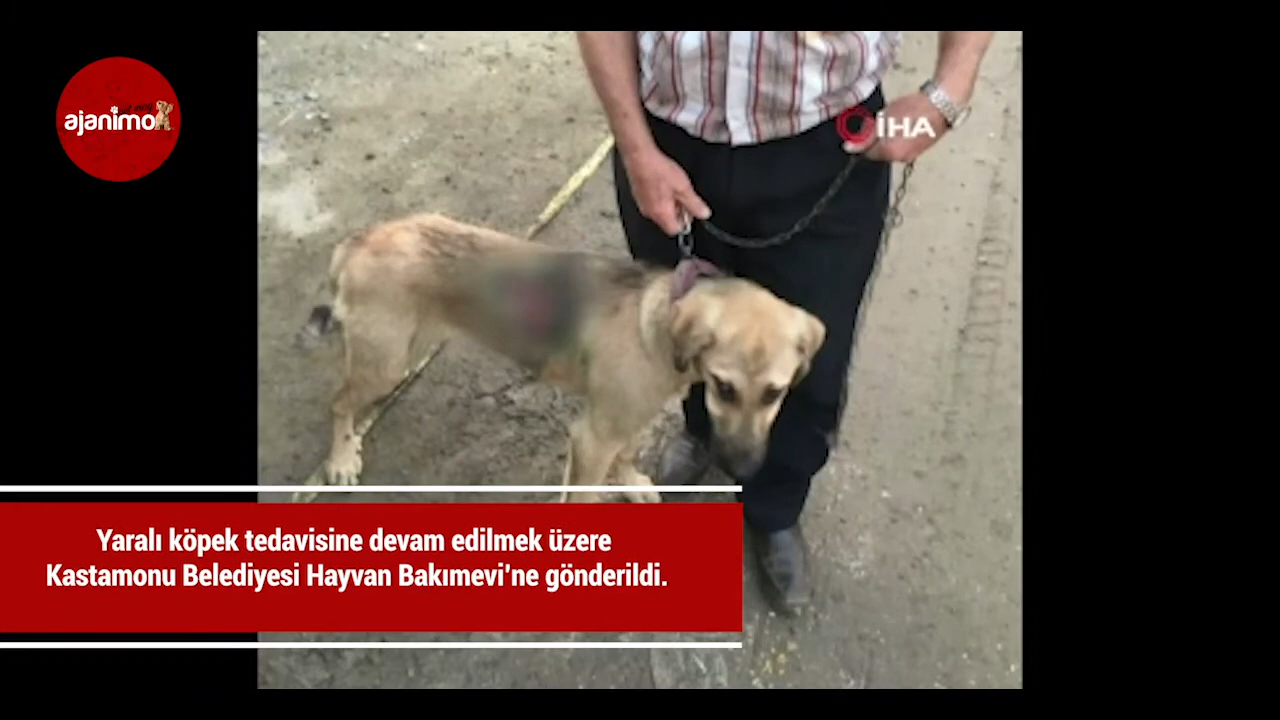 ajanimo
İHA
Yaralı köpek tedavisine devam edilmek üzere
Kastamonu Belediyesi Hayvan Bakımevi'ne gönderildi.